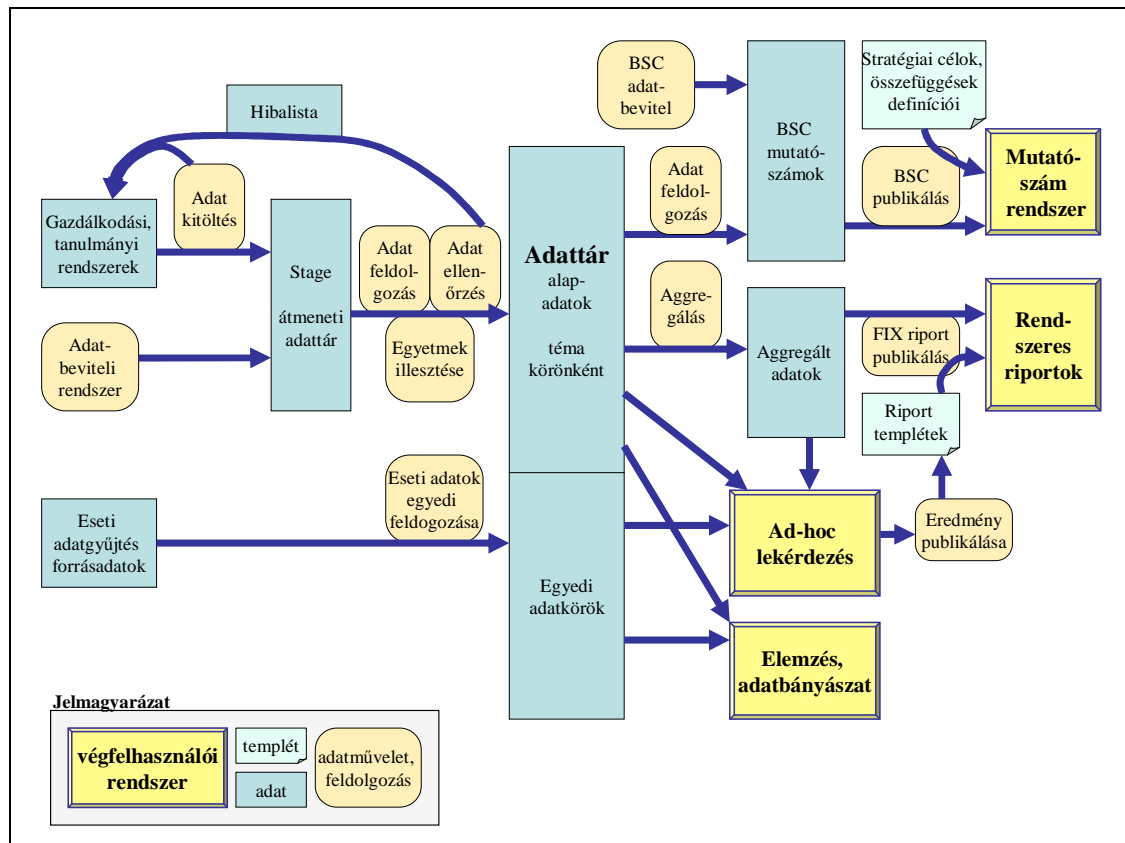 Hibalista
BSC
adat-
bevitel
BSC
mutató-
számok
Stratégiai célok,
összefüggések
definíciói
Mutató-
szám
rendszer
Adat
feldol-
gozás
BSC
publikálás
Gazdálkodási,
tanulmányi
rendszerek
Adat
kitöltés
Stage
átmeneti
adattár
Adat
feldol-
gozás
Adat
ellen-
őrzés
Egyetmek
illesztése
Adattár
alap-
adatok
téma
körönként
Aggre-
gálás
Aggregált
adatok
FIX riport
publikálás
Rend-
szeres
riportok
Adat-
beviteli
rendszer
Riport
templétek
Eseti
adatgyűjtés
forrásadatok
Eseti adatok
egyedi
feldogozása
Egyedi
adatkörök
Ad-hoc
lekérdezés
Eredmény
publikálása
Elemzés,
adatbányászat
Jelmagyarázat
végfelhasználói
rendszer
templét
adat
adatművelet,
feldolgozás